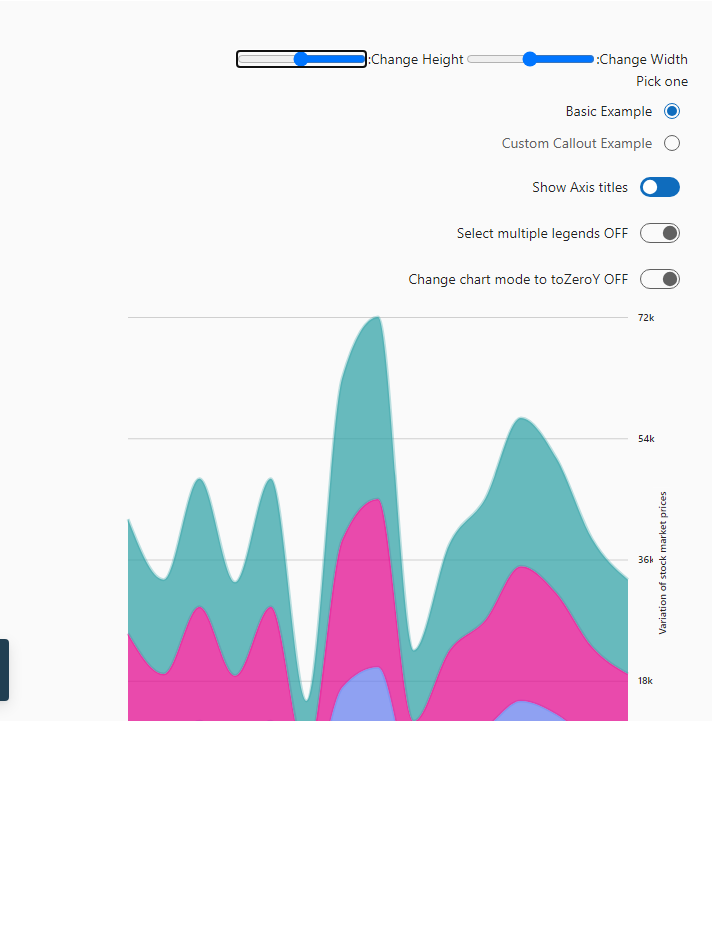 :Change Width :Change Height
Pick one
Basic Example
Custom Callout Example
Show Axis titles
Select multiple legends OFF
Change chart mode to toZeroY OFF
72k
54k
36k
18k
Variation of stock market prices